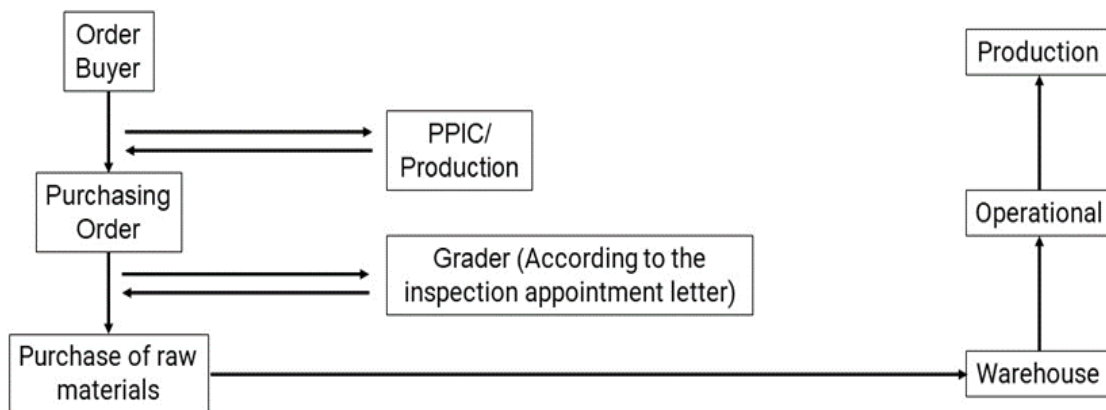 Order
Buyer
Production
PPIC/
Production
Purchasing
Order
Operational
Grader (According to the
inspection appointment letter)
Purchase of raw
materials
Warehouse